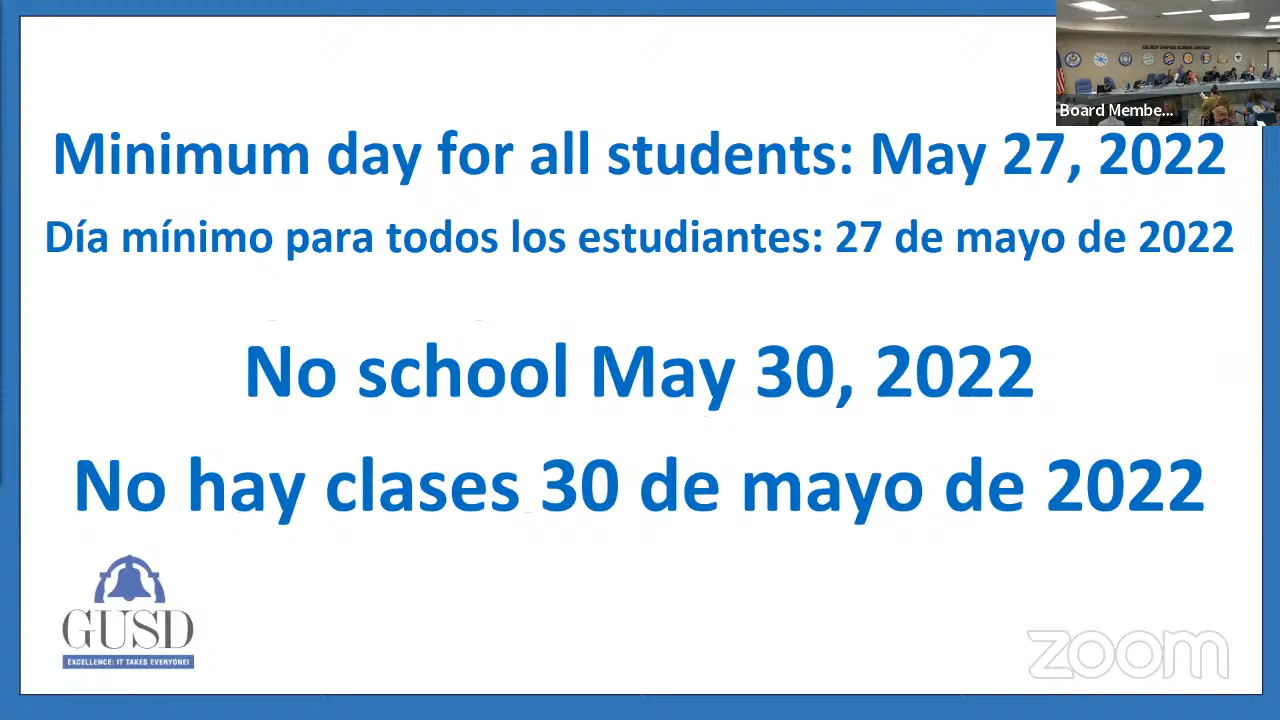 Board Membe...
Minimum day for all students: May 27, 2022
Día mínimo para todos los estudiantes: 27 de mayo de 2022
No school May 30, 2022
No hay clases 30 de mayo de 2022
GUSD
EXCELLENCE: IT TAKES EVERYONE!
zoom